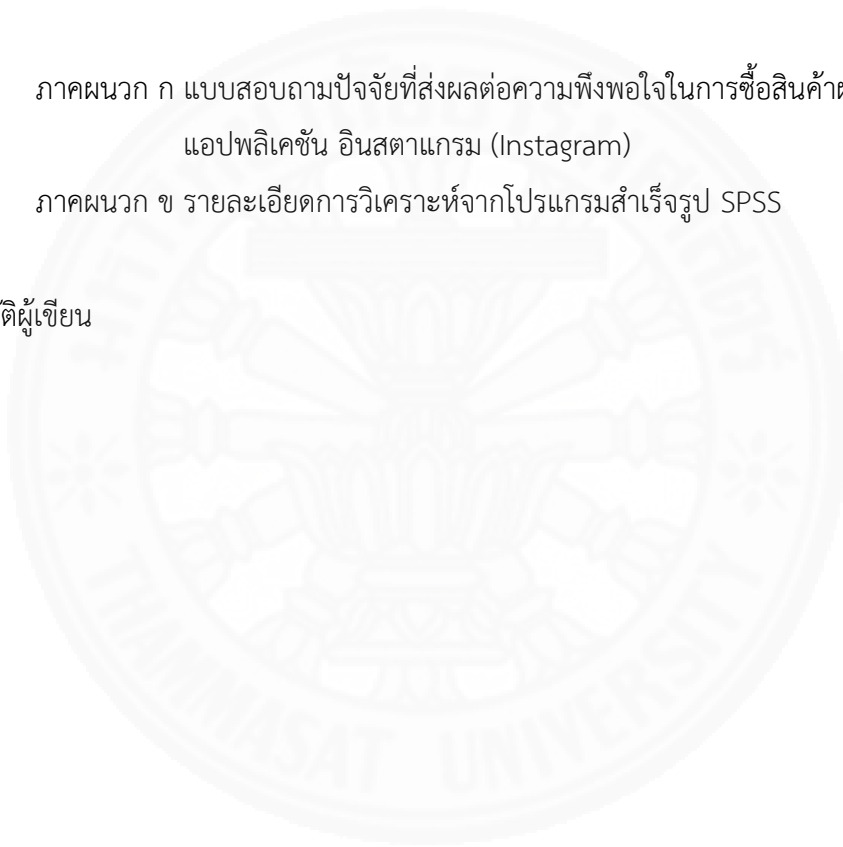 ภาคผนวก ก แบบสอบถามปัจจัยที่ส่งผลต่อความพึงพอใจในการซื้อสินค้า
แอปพลิเคชัน อินสตาแกรม (Instagram)
ภาคผนวก ข รายละเอียดการวิเคราะห์จากโปรแกรมสำเร็จรูป SPSS
ติผู้เขียน
THAMMASAT UNIVERSITY